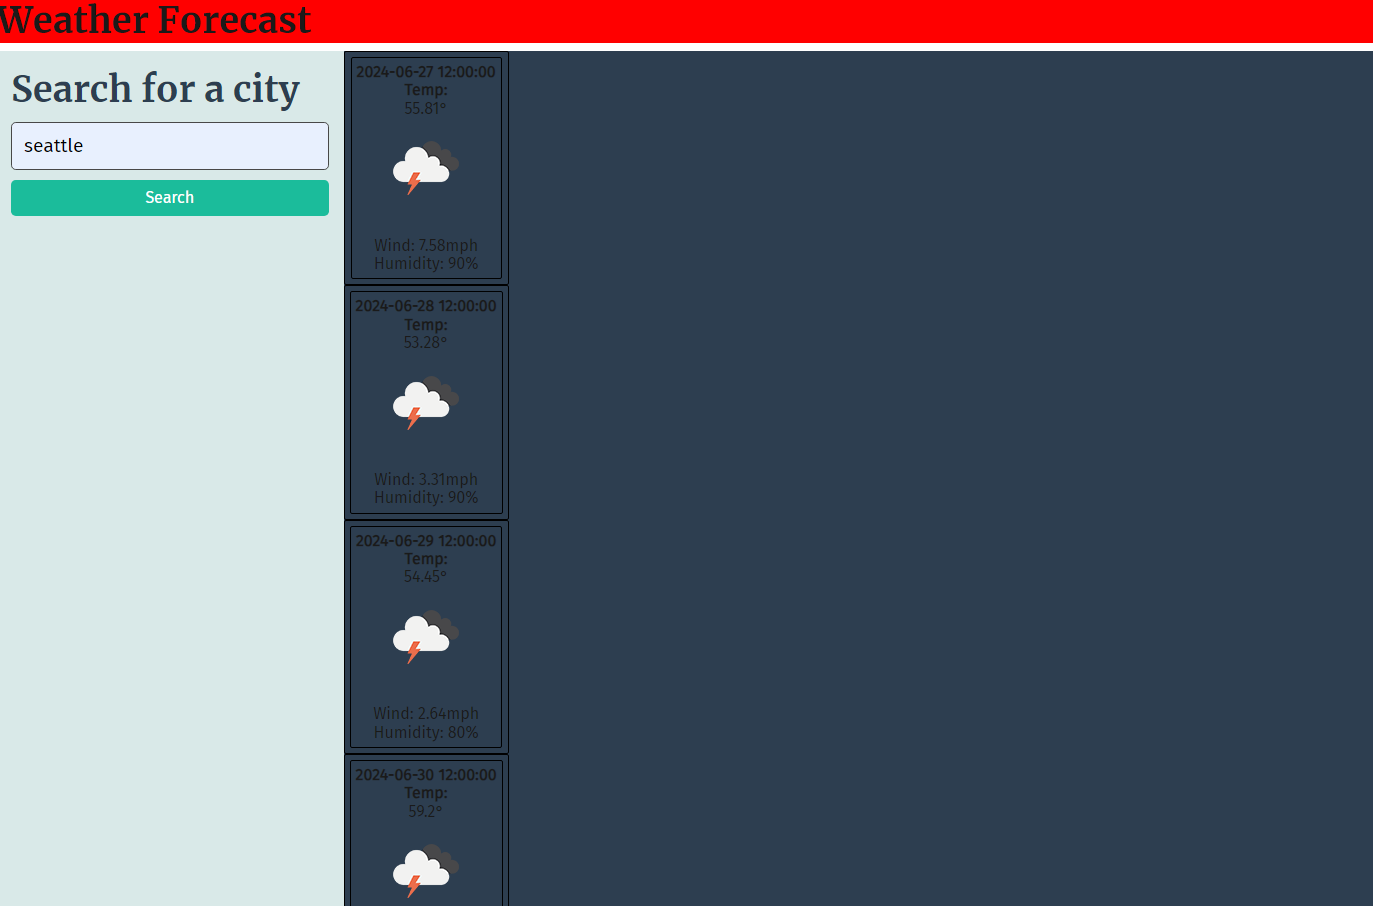 Weather Forecast
Search for a city
seattle
Search
2024-06-27 12:00:00
Temp:
55.81°
Wind: 7.58mph
Humidity: 90%
2024-06-28 12:00:00
Temp:
53.28°
Wind: 3.31mph
Humidity: 90%
2024-06-29 12:00:00
Temp:
54.45°
Wind: 2.64mph
Humidity: 80%
2024-06-30 12:00:00
Temp:
59.2°